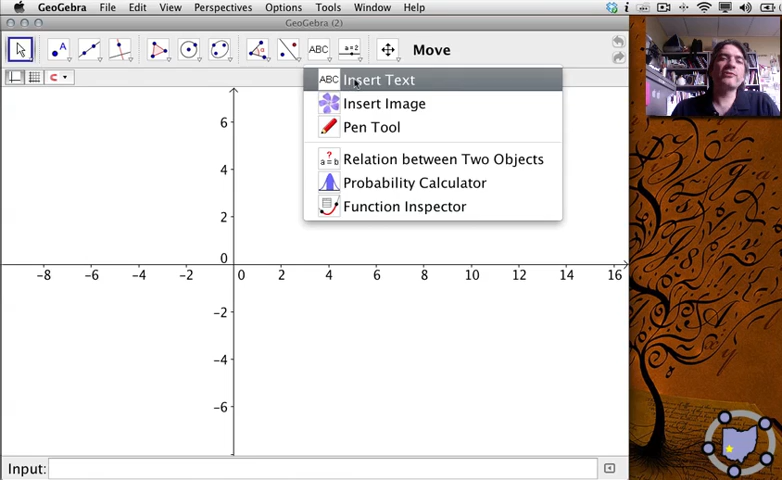 GeoGebra File Edit View Perspectives Options Tools Window Help
GeoGebra (2)
ABC a=2 Move
ABC Insert Text
Insert Image
Pen Tool
? a=b Relation between Two Objects
Probability Calculator
Function Inspector
6
4
2
0
-8 -6 -4 -2 0 2 4 6 8 10 12 14 16
-2
-4
-6
Input: